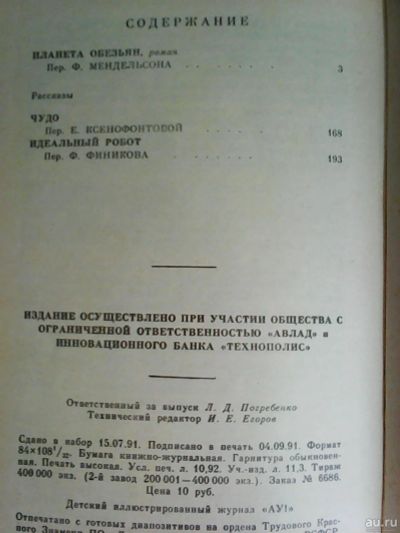 СОДЕРЖАНИЕ
ПЛАНЕТА ОБЕЗЬЯН, роман
Пер. Ф. МЕНДЕЛЬСОНА . . . . . . . . 3
Рассказы
ЧУДО
Пер. Е. КСЕНОФОНТОВОЙ . . . . . 168
ИДЕАЛЬНЫЙ РОБОТ
Пер. Ф. ФИНИКОВА . . . . . . . . 193
ИЗДАНИЕ ОСУЩЕСТВЛЕНО ПРИ УЧАСТИИ ОБЩЕСТВА С
ОГРАНИЧЕННОЙ ОТВЕТСТВЕННОСТЬЮ «АВЛАД» и
ИННОВАЦИОННОГО БАНКА «ТЕХНОПОЛИС»
Ответственный за выпуск Л. Д. Погребенко
Технический редактор И. Е. Егоров
Сдано в набор 15.07.91. Подписано в печать 04.09.91. Формат
84×108¹/₃₂. Бумага книжно-журнальная. Гарнитура обыкновен-
ная. Печать высокая. Усл. печ. л. 10,92. Уч.-изд. л. 11,3. Тираж
400 000 экз. (2-й завод 200 001—400 000 экз.). Заказ № 6686.
Цена 10 руб.
Детский иллюстрированный журнал «АУ!»
Отпечатано с готовых диапозитивов на ордена Трудового Крас-
au.ru